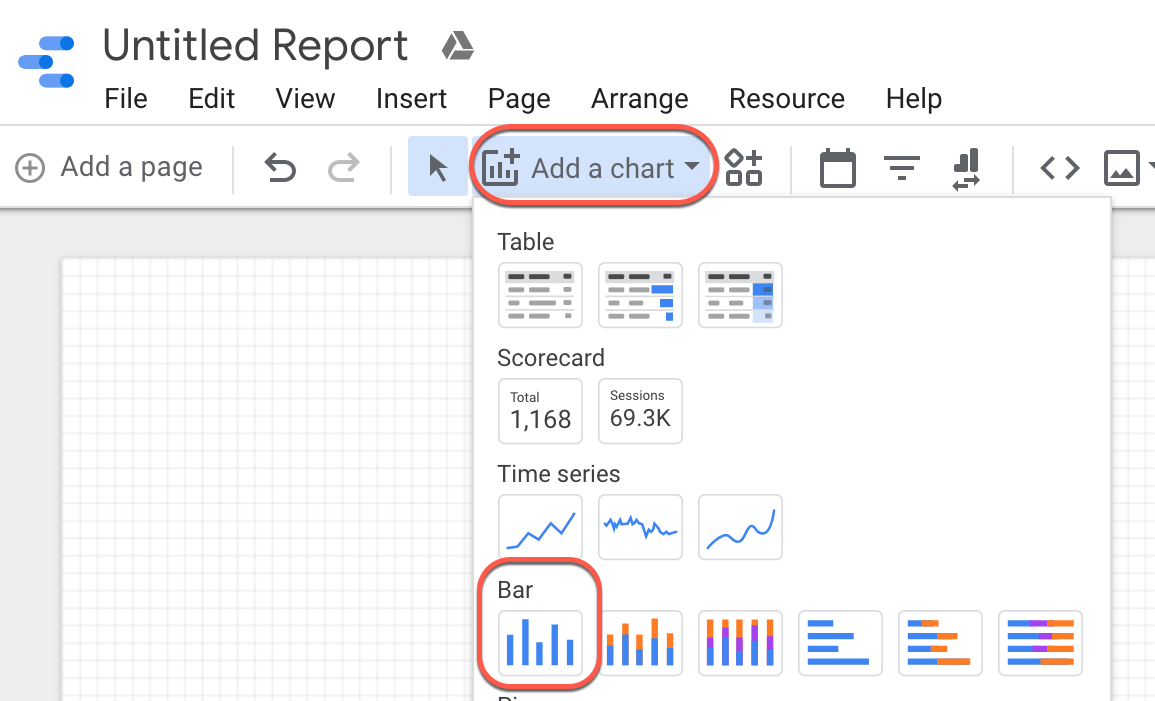 Untitled Report
File Edit View Insert Page Arrange Resource Help
Add a page
Add a chart
Table
Scorecard
Total
1,168
Sessions
69.3K
Time series
Bar